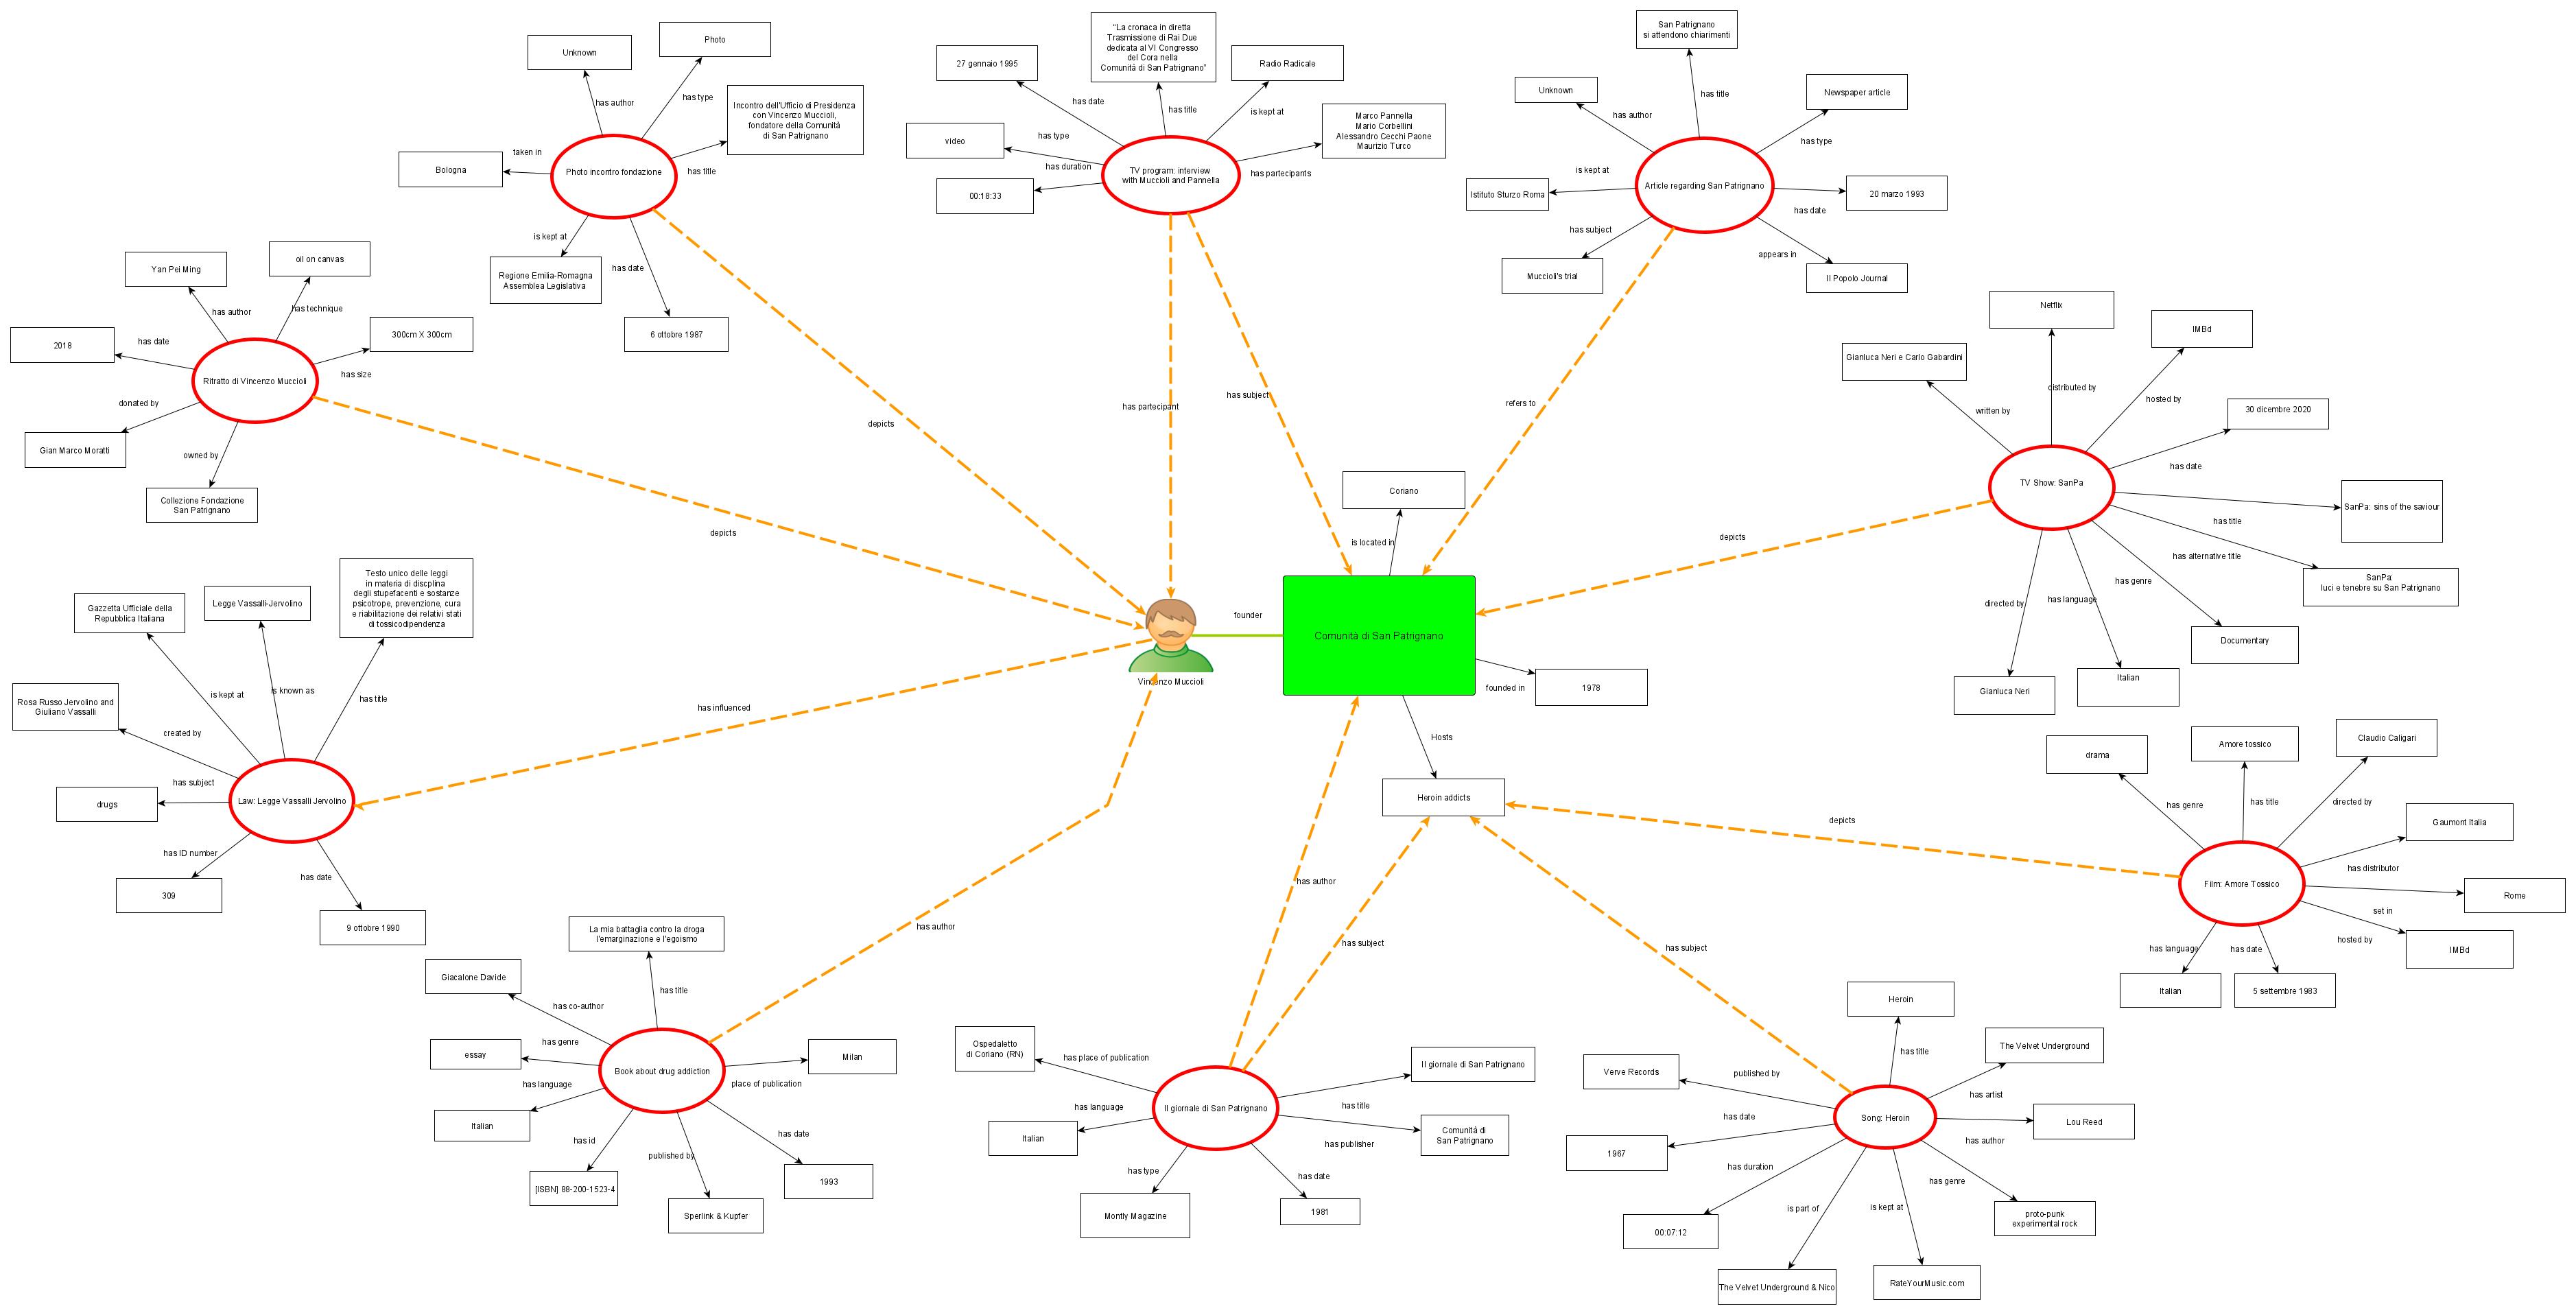 Unknown
Photo
has author
has type
Incontro dell'Ufficio di Presidenza
con Vincenzo Muccioli,
fondatore della Comunità
di San Patrignano
taken in
Bologna
Photo incontro fondazione
has title
is kept at
Regione Emilia-Romagna
Assemblea Legislativa
has date
6 ottobre 1987
27 gennaio 1995
"La cronaca in diretta
Trasmissione di Rai Due
dedicata al VI Congresso
del Cora nella
Comunità di San Patrignano"
Radio Radicale
has date
has title
is kept at
Marco Pannella
Mario Corbellini
Alessandro Cecchi Paone
Maurizio Turco
has type
video
has duration
TV program: interview
with Muccioli and Pannella
has partecipants
00:18:33
San Patrignano
si attendono chiarimenti
Unknown
has title
Newspaper article
has author
has type
is kept at
Istituto Sturzo Roma
Article regarding San Patrignano
20 marzo 1993
has date
has subject
appears in
Muccioli's trial
Il Popolo Journal
Yan Pei Ming
oil on canvas
has author
has technique
2018
has date
300cm X 300cm
has size
Ritratto di Vincenzo Muccioli
donated by
Gian Marco Moratti
owned by
Collezione Fondazione
San Patrignano
depicts
depicts
has partecipant
has subject
refers to
Netflix
IMBd
Gianluca Neri e Carlo Gabardini
distributed by
hosted by
written by
30 dicembre 2020
has date
TV Show: SanPa
SanPa: sins of the saviour
has title
has alternative title
SanPa:
luci e tenebre su San Patrignano
has genre
has language
directed by
Documentary
Italian
Gianluca Neri
depicts
Coriano
is located in
founder
Comunità di San Patrignano
Vincenzo Muccioli
founded in
1978
Hosts
Heroin addicts
Testo unico delle leggi
in materia di discplina
degli stupefacenti e sostanze
psicotrope, prevenzione, cura
e riabilitazione dei relativi stati
di tossicodipendenza
Legge Vassalli-Jervolino
Gazzetta Ufficiale della
Repubblica Italiana
is kept at
is known as
has title
Rosa Russo Jervolino and
Giuliano Vassalli
created by
has subject
drugs
Law: Legge Vassalli Jervolino
has ID number
309
has date
9 ottobre 1990
has influenced
drama
Amore tossico
Claudio Caligari
has genre
has title
directed by
Gaumont Italia
has distributor
Film: Amore Tossico
Rome
set in
hosted by
IMBd
has language
has date
Italian
5 settembre 1983
depicts
La mia battaglia contro la droga
l'emarginazione e l'egoismo
Giacalone Davide
has title
has co-author
has genre
essay
Milan
Book about drug addiction
place of publication
has language
Italian
has id
has date
published by
[ISBN] 88-200-1523-4
1993
Sperlink & Kupfer
has author
has author
has subject
has subject
Ospedaletto
di Coriano (RN)
has place of publication
Il giornale di San Patrignano
has language
Il giornale di San Patrignano
has title
Italian
Comunità di
San Patrignano
has publisher
has type
has date
Montly Magazine
1981
Heroin
has title
The Velvet Underground
Verve Records
published by
has artist
has date
Song: Heroin
Lou Reed
has author
1967
has duration
has genre
is part of
is kept at
00:07:12
proto-punk
experimental rock
The Velvet Underground & Nico
RateYourMusic.com